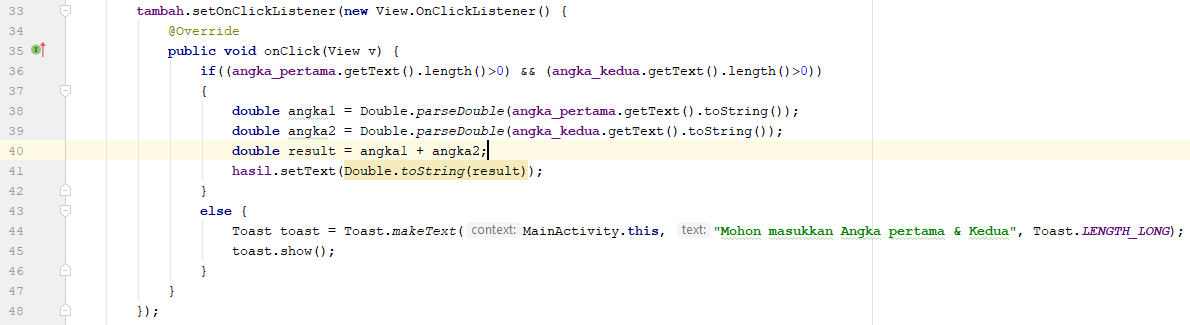 33 tambah.setOnClickListener(new View.OnClickListener() {
34 @Override
35 public void onClick(View v) {
36 if((angka_pertama.getText().length()>0) && (angka_kedua.getText().length()>0))
37 {
38 double angka1 = Double.parseDouble(angka_pertama.getText().toString());
39 double angka2 = Double.parseDouble(angka_kedua.getText().toString());
40 double result = angka1 + angka2;
41 hasil.setText(Double.toString(result));
42 }
43 else {
44 Toast toast = Toast.makeText( context: MainActivity.this, text: "Mohon masukkan Angka pertama & Kedua", Toast.LENGTH_LONG);
45 toast.show();
46 }
47 }
48 });